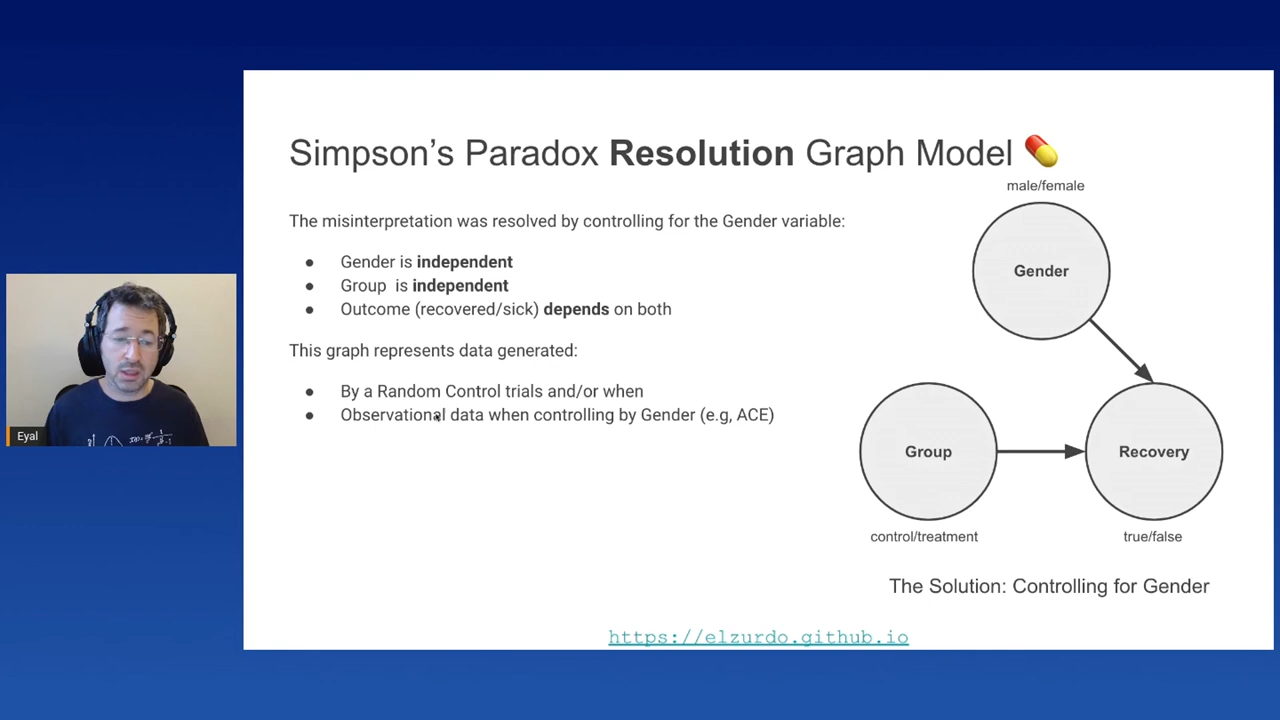 Simpson's Paradox Resolution Graph Model
male/female
The misinterpretation was resolved by controlling for the Gender variable:
● Gender is independent
● Group is independent
● Outcome (recovered/sick) depends on both
This graph represents data generated:
● By a Random Control trials and/or when
● Observational data when controlling by Gender (e.g, ACE)
Gender
Group
Recovery
control/treatment
true/false
The Solution: Controlling for Gender
https://elzurdo.github.io
Eyal